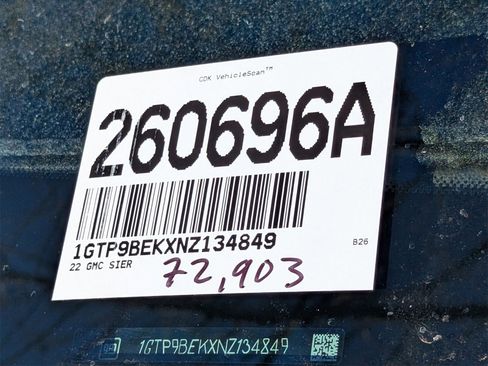 CDK VehicleScan™
260696A
1GTP9BEKXNZ134849
B26
22 GMC SIER
72,903
1GTP9BEKXNZ134849